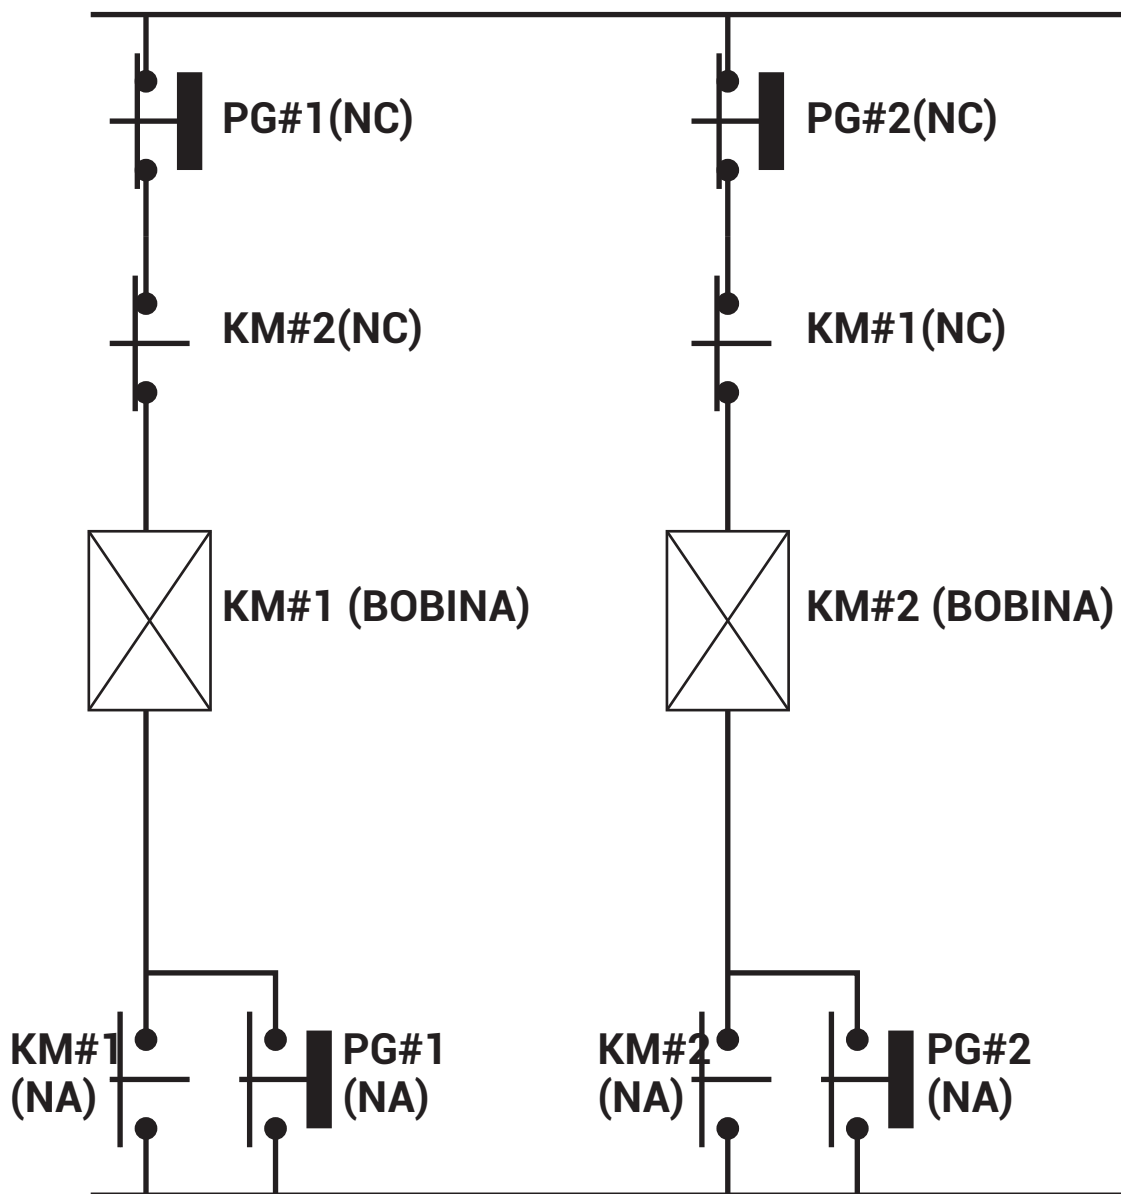 PG#1(NC)
PG#2(NC)
KM#2(NC)
KM#1(NC)
KM#1 (BOBINA)
KM#2 (BOBINA)
KM#1
(NA)
PG#1
(NA)
KM#2
(NA)
PG#2
(NA)